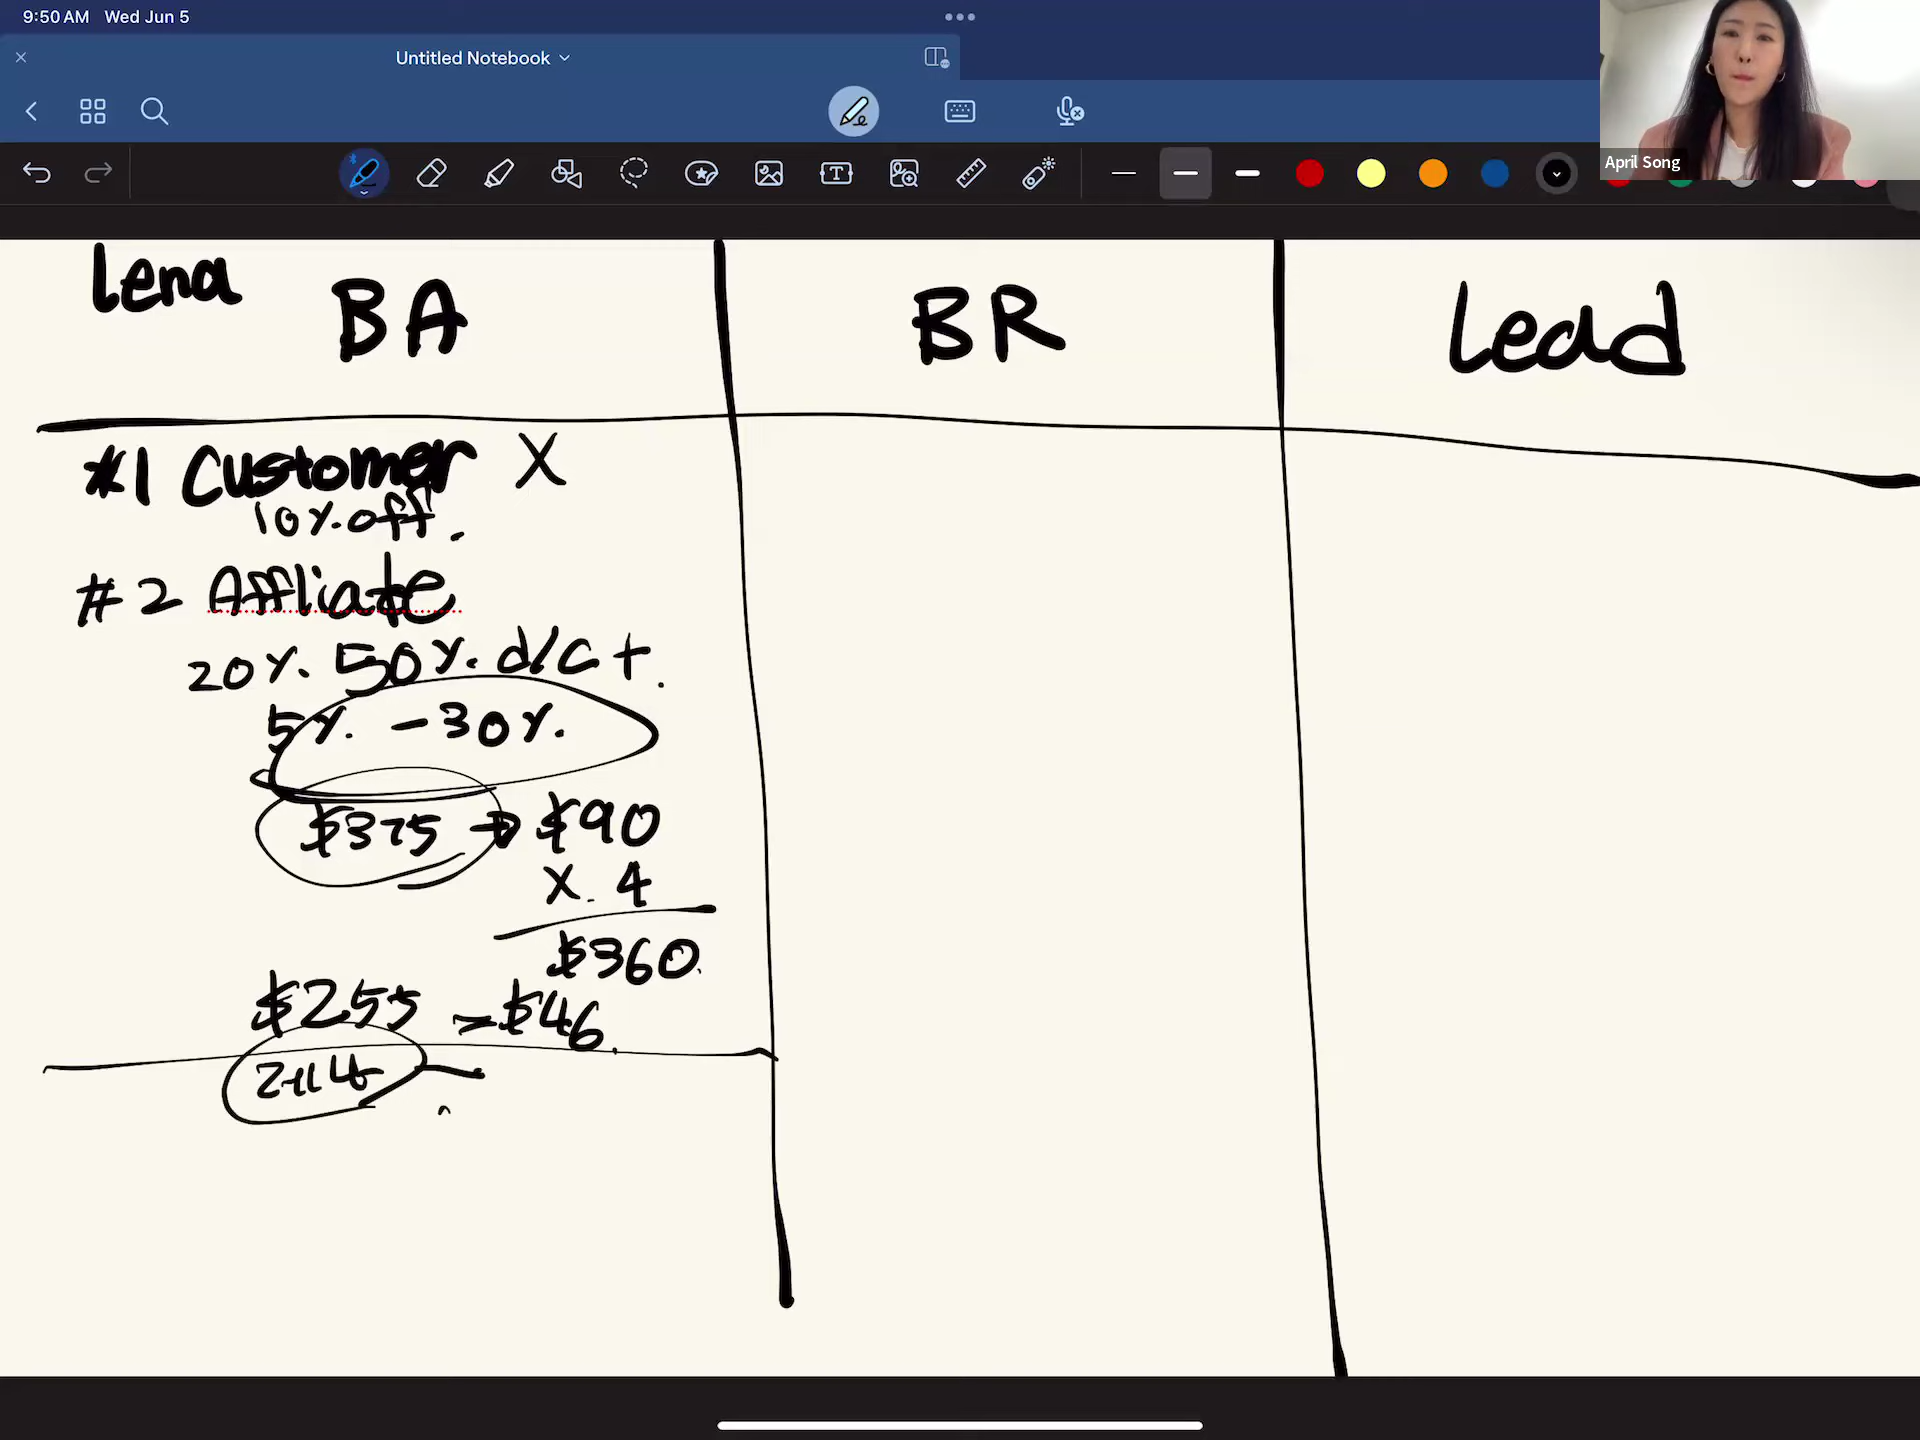 9:50 AM Wed Jun 5
Untitled Notebook
April Song
Lena
BA
BR
Lead
#1 Customer X
10%.off.
#2 Affliate
20%. 50%. d/c +.
5%. - 30%.
$375 → $90
X. 4
$360.
$255 = $46.